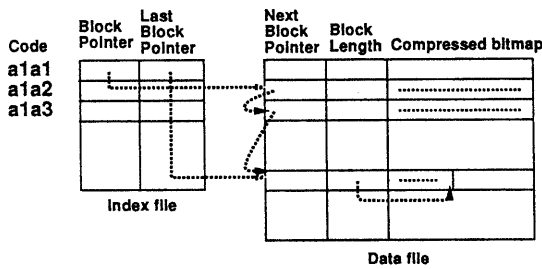 Code
Block
Pointer
Last
Block
Pointer
Next
Block
Pointer
Block
Length
Compressed bitmap
a1a1
a1a2
a1a3
Index file
Data file